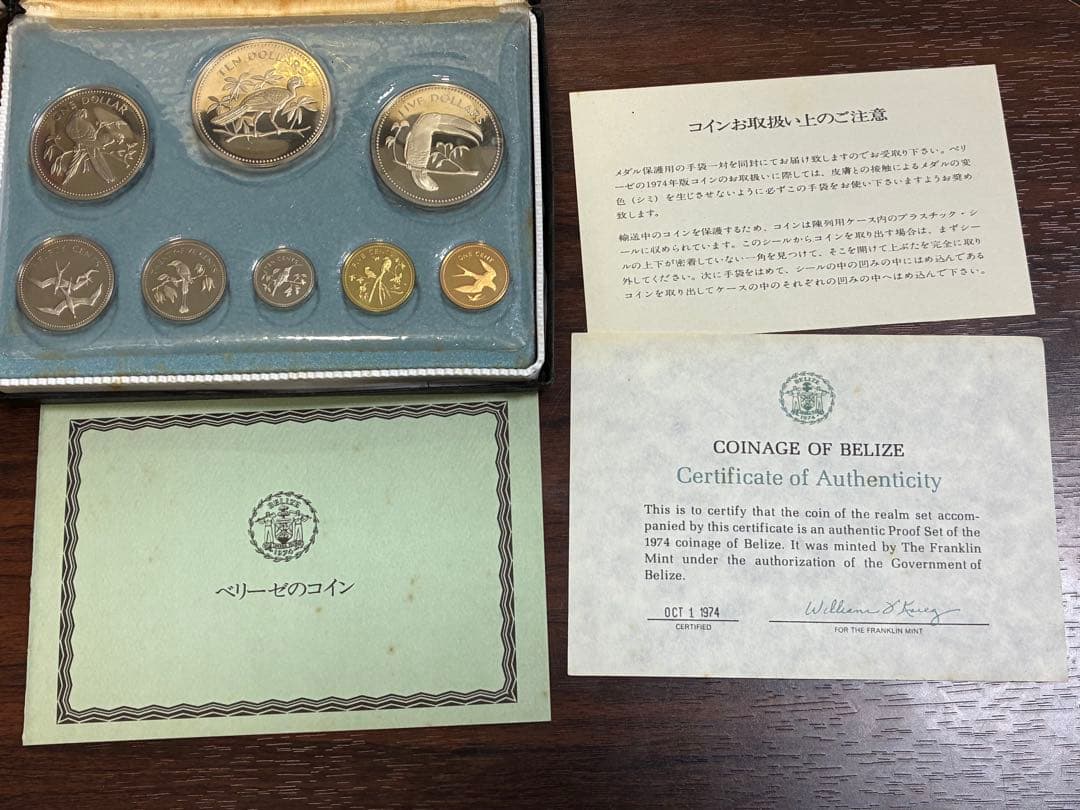 TEN DOLLARS
ONE DOLLAR
FIVE DOLLARS
CENTS
ONE CENT
コインお取扱い上のご注意
メダル保護用の手袋一対を同封にてお届け致しますのでお受取り下さい。ベリ
ーゼの1974年版コインのお取扱いに際しては、皮膚との接触によるメダルの変
色(シミ)を生じさせないように必ずこの手袋をお使い下さいますようお奨め
致します。
輸送中のコインを保護するため、コインは陳列用ケース内のプラスチック・シ
ールに収められています。このシールからコインを取り出す場合は、まずシー
ルの上下が密着していない一角を見つけて、そこを開けて上ぶたを完全に取り
外してください。次に手袋をはめて、シールの中の凹みの中にはめ込んである
コインを取り出してケースの中のそれぞれの凹みの中へはめ込んで下さい。
BELIZE
1974
COINAGE OF BELIZE
Certificate of Authenticity
This is to certify that the coin of the realm set accom-
panied by this certificate is an authentic Proof Set of the
1974 coinage of Belize. It was minted by The Franklin
Mint under the authorization of the Government of
Belize.
OCT 1 1974
CERTIFIED
FOR THE FRANKLIN MINT
BELIZE
1974
ベリーゼのコイン